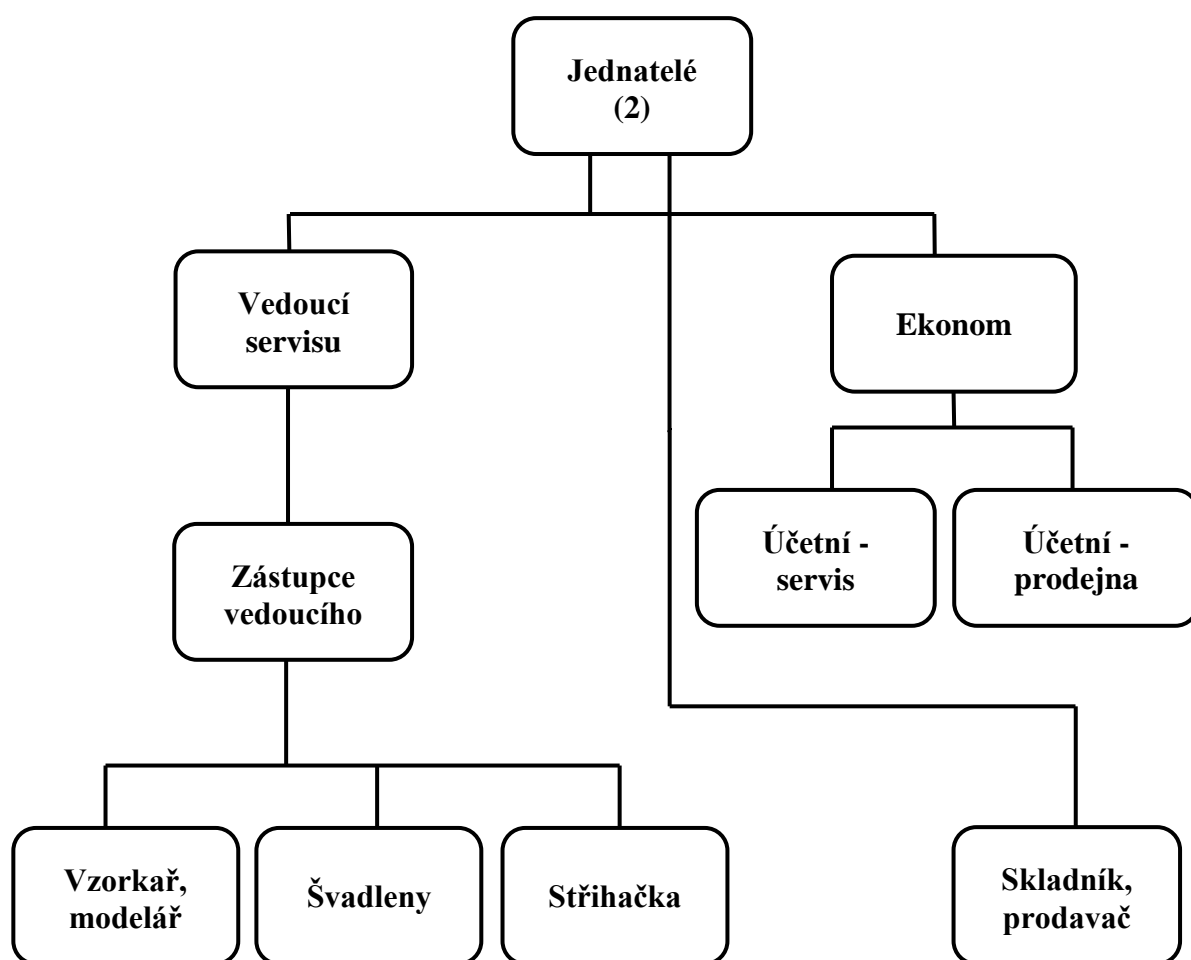 Jednatelé
(2)
Vedoucí
servisu
Ekonom
Účetní -
servis
Účetní -
prodejna
Zástupce
vedoucího
Vzorkař,
modelář
Švadleny
Střihačka
Skladník,
prodavač